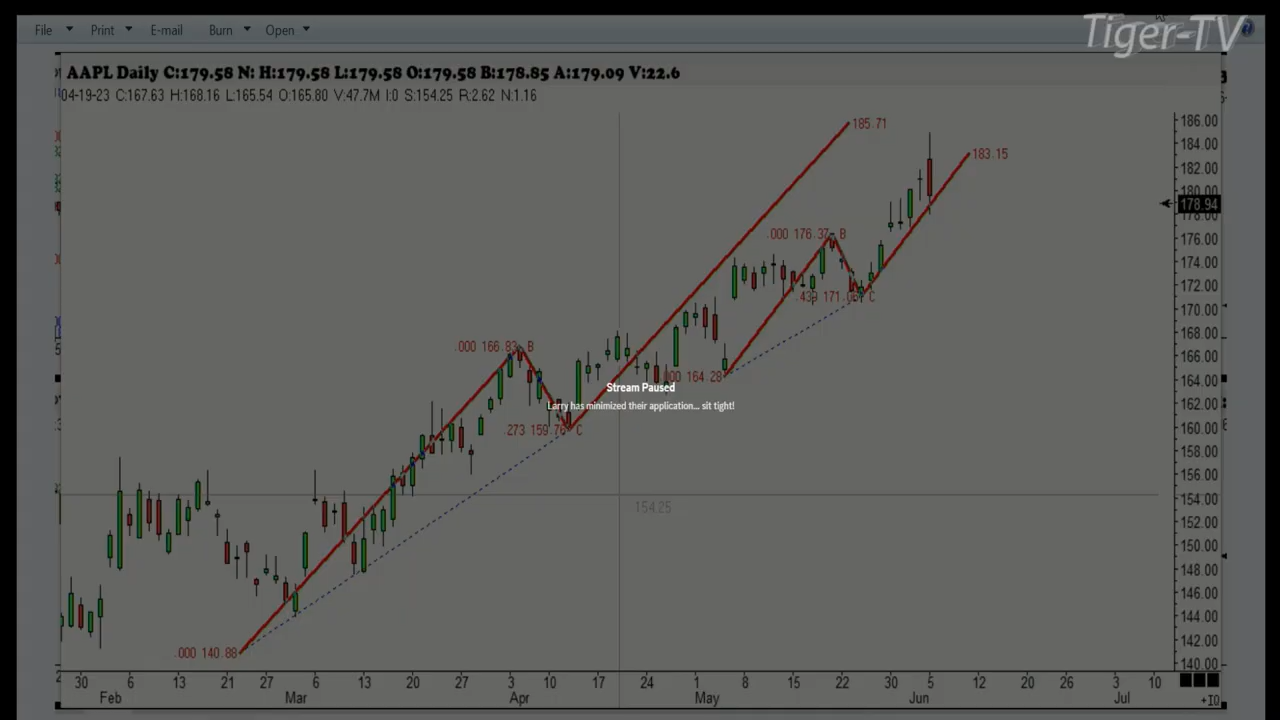 File Print E-mail Burn Open
Tiger-TV
AAPL Daily C:179.58 N: H:179.58 L:179.58 O:179.58 B:178.85 A:179.09 V:22.6
04-19-23 C:167.63 H:168.16 L:165.54 O:165.80 V:47.7M I:0 S:154.25 R:2.62 N:1.16
185.71
183.15
.000 176.37 B
.439 171.06 C
.000 166.83 B
.000 164.28
.273 159.76 C
.000 140.88
154.25
Stream Paused
Larry has minimized their application... sit tight!
186.00
184.00
182.00
180.00
178.94
178.00
176.00
174.00
172.00
170.00
168.00
166.00
164.00
162.00
160.00
158.00
156.00
154.00
152.00
150.00
148.00
146.00
144.00
142.00
140.00
30 6 13 21 27 6 13 20 27 3 10 17 24 1 8 15 22 30 5 12 20 26 3 10
Feb Mar Apr May Jun Jul